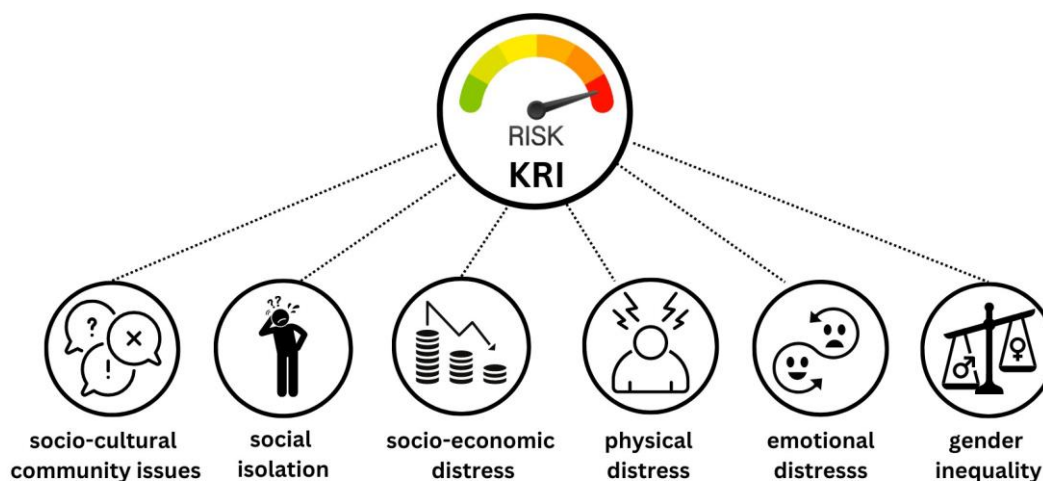 RISK
KRI
??
?
×
!
socio-cultural
community issues
social
isolation
socio-economic
distress
physical
distress
emotional
distresss
gender
inequality